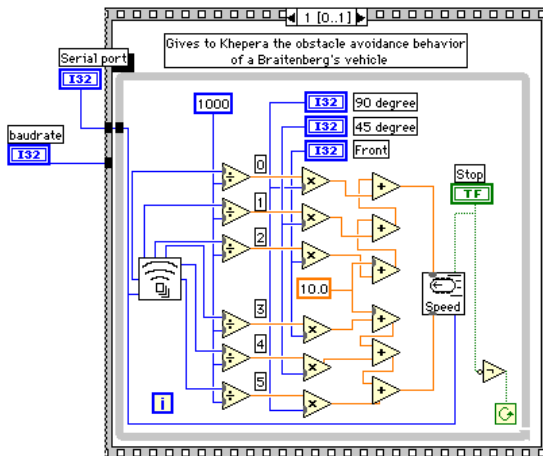 1 [0..1]
Gives to Khepera the obstacle avoidance behavior
of a Braitenberg's vehicle
Serial port
I32
baudrate
I32
1000
I32
90 degree
I32
45 degree
I32
Front
0
1
2
10.0
3
4
5
Stop
TF
Speed
i